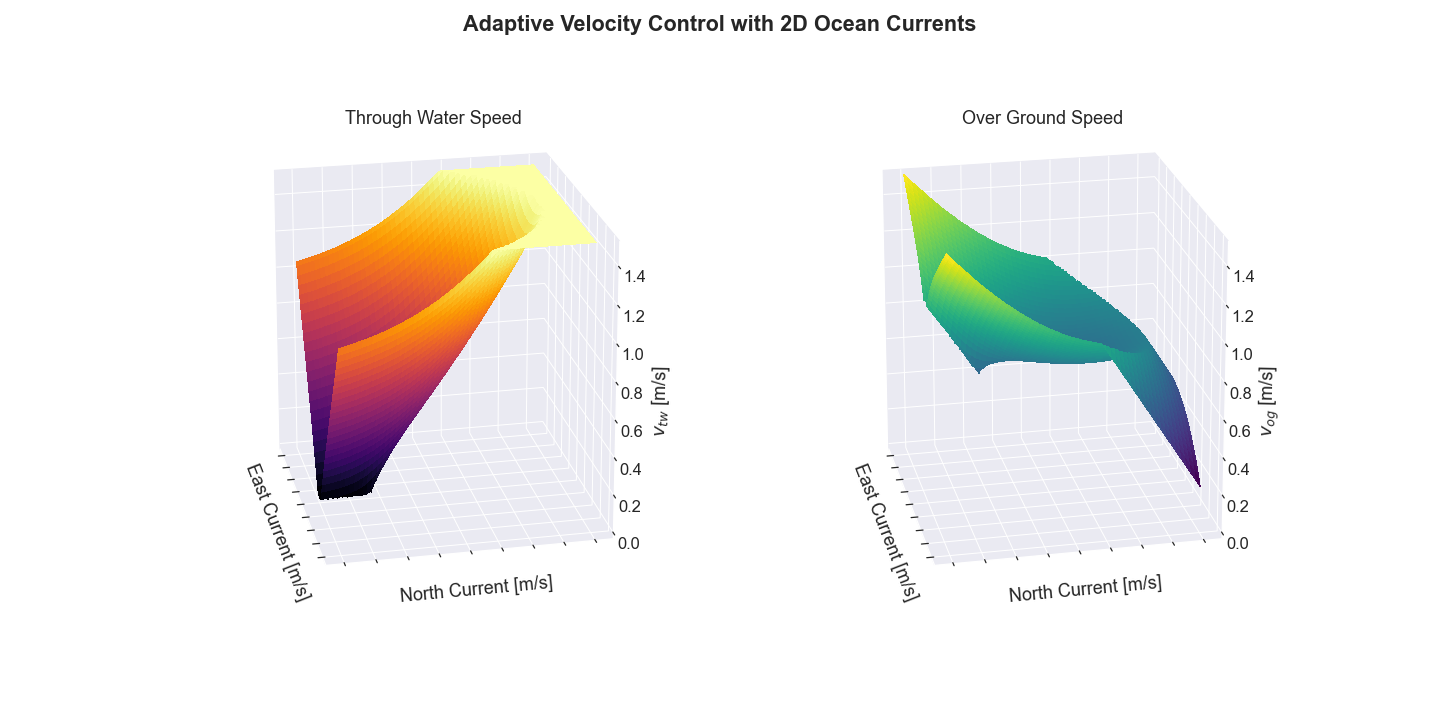 Adaptive Velocity Control with 2D Ocean Currents
Through Water Speed
1.4
1.2
1.0
0.8
0.6
0.4
0.2
0.0
v_tw [m/s]
East Current [m/s]
North Current [m/s]
Over Ground Speed
1.4
1.2
1.0
0.8
0.6
0.4
0.2
0.0
v_og [m/s]
East Current [m/s]
North Current [m/s]